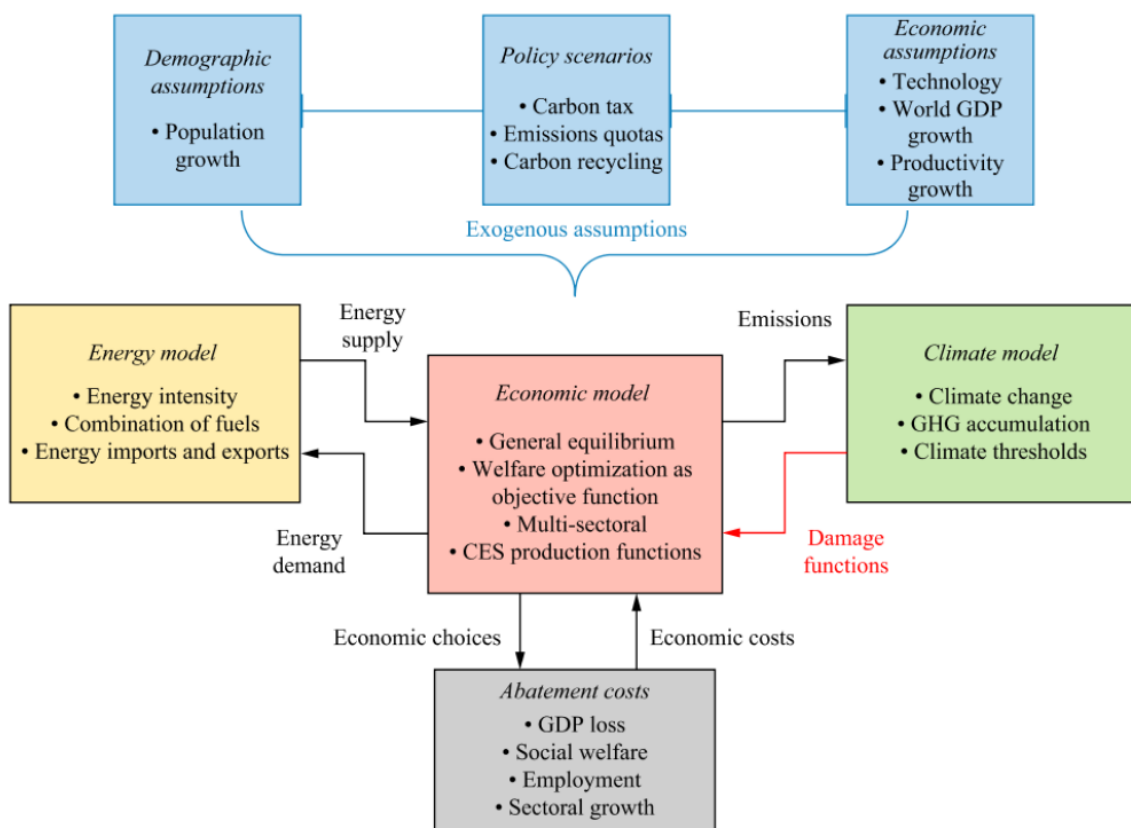 Demographic
assumptions
• Population
growth
Policy scenarios
• Carbon tax
• Emissions quotas
• Carbon recycling
Economic
assumptions
• Technology
• World GDP
growth
• Productivity
growth
Exogenous assumptions
Energy model
• Energy intensity
• Combination of fuels
• Energy imports and exports
Energy
supply
Energy
demand
Economic model
• General equilibrium
• Welfare optimization as
objective function
• Multi-sectoral
• CES production functions
Emissions
Damage
functions
Climate model
• Climate change
• GHG accumulation
• Climate thresholds
Economic choices
Economic costs
Abatement costs
• GDP loss
• Social welfare
• Employment
• Sectoral growth